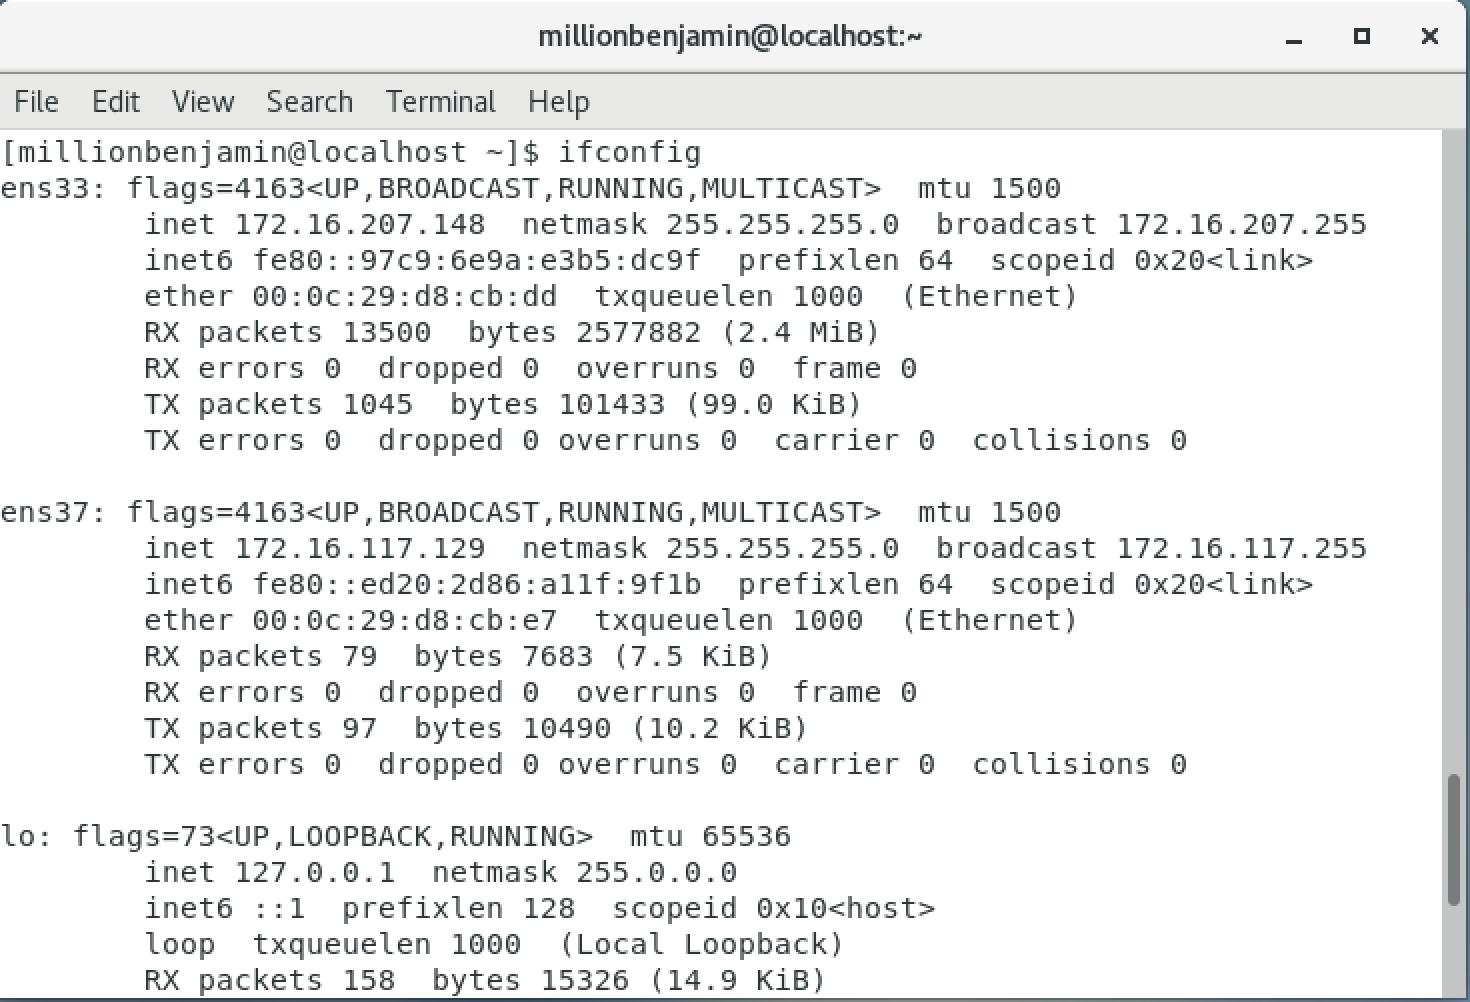 millionbenjamin@localhost:~
File Edit View Search Terminal Help
[millionbenjamin@localhost ~]$ ifconfig
ens33: flags=4163<UP,BROADCAST,RUNNING,MULTICAST>  mtu 1500
        inet 172.16.207.148  netmask 255.255.255.0  broadcast 172.16.207.255
        inet6 fe80::97c9:6e9a:e3b5:dc9f  prefixlen 64  scopeid 0x20<link>
        ether 00:0c:29:d8:cb:dd  txqueuelen 1000  (Ethernet)
        RX packets 13500  bytes 2577882 (2.4 MiB)
        RX errors 0  dropped 0  overruns 0  frame 0
        TX packets 1045  bytes 101433 (99.0 KiB)
        TX errors 0  dropped 0 overruns 0  carrier 0  collisions 0

ens37: flags=4163<UP,BROADCAST,RUNNING,MULTICAST>  mtu 1500
        inet 172.16.117.129  netmask 255.255.255.0  broadcast 172.16.117.255
        inet6 fe80::ed20:2d86:a11f:9f1b  prefixlen 64  scopeid 0x20<link>
        ether 00:0c:29:d8:cb:e7  txqueuelen 1000  (Ethernet)
        RX packets 79  bytes 7683 (7.5 KiB)
        RX errors 0  dropped 0  overruns 0  frame 0
        TX packets 97  bytes 10490 (10.2 KiB)
        TX errors 0  dropped 0 overruns 0  carrier 0  collisions 0

lo: flags=73<UP,LOOPBACK,RUNNING>  mtu 65536
        inet 127.0.0.1  netmask 255.0.0.0
        inet6 ::1  prefixlen 128  scopeid 0x10<host>
        loop  txqueuelen 1000  (Local Loopback)
        RX packets 158  bytes 15326 (14.9 KiB)